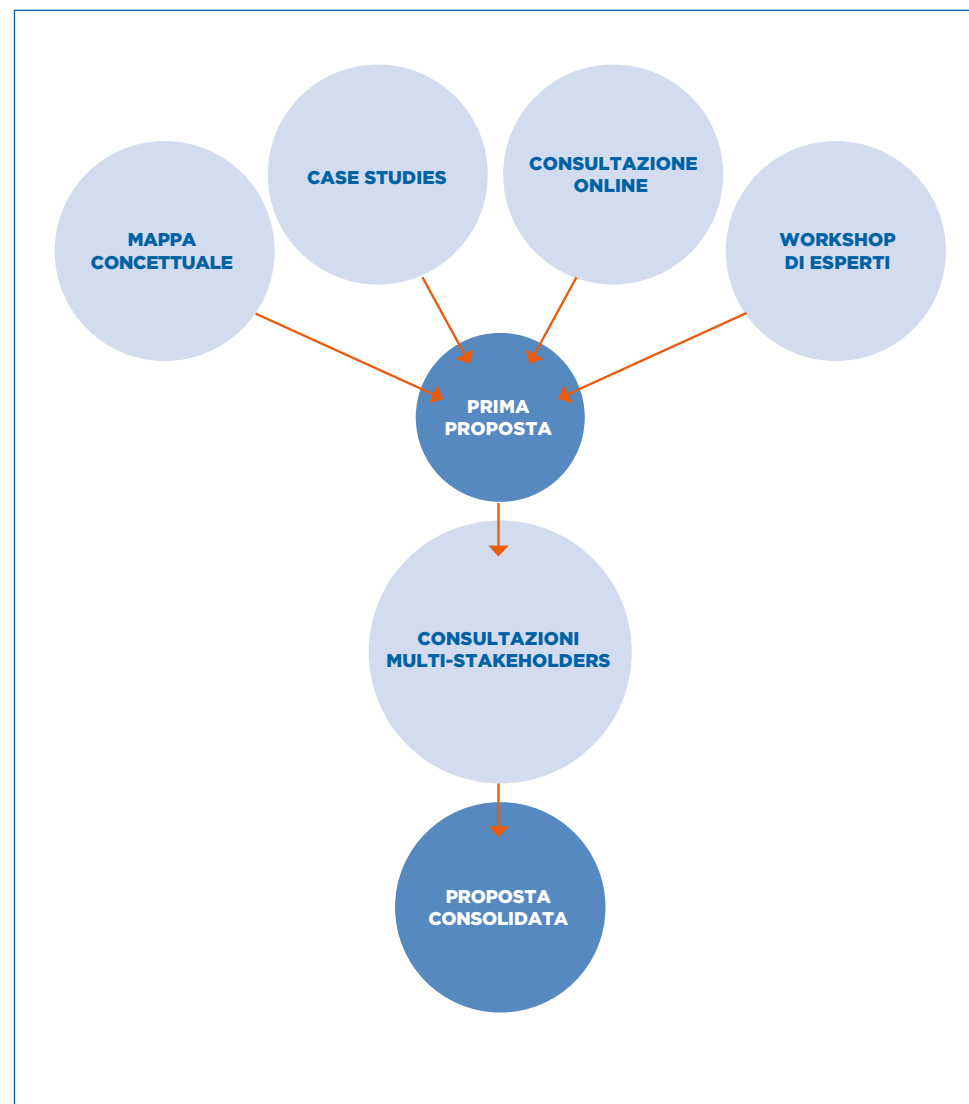 MAPPA
CONCETTUALE
CASE STUDIES
CONSULTAZIONE
ONLINE
WORKSHOP
DI ESPERTI
PRIMA
PROPOSTA
CONSULTAZIONI
MULTI-STAKEHOLDERS
PROPOSTA
CONSOLIDATA